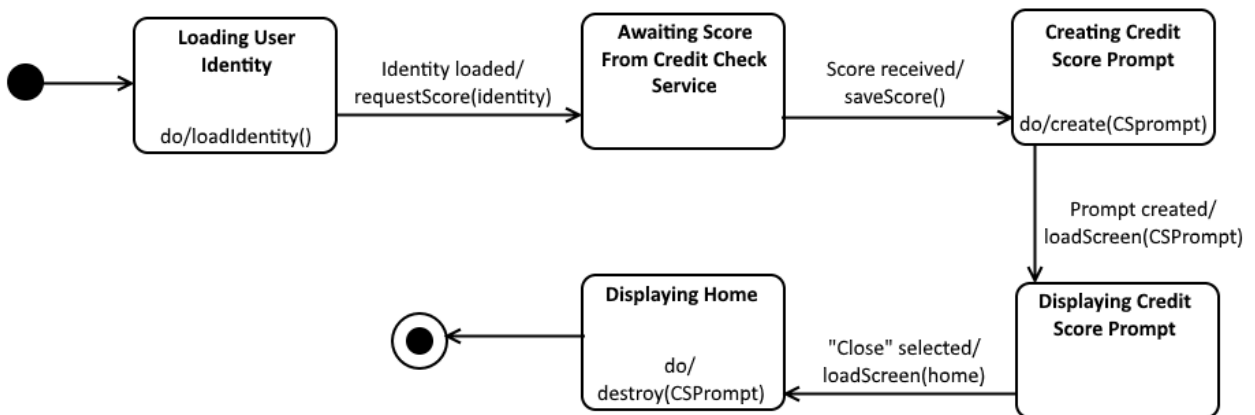 Loading User
Identity
do/loadIdentity()
Identity loaded/
requestScore(identity)
Awaiting Score
From Credit Check
Service
Score received/
saveScore()
Creating Credit
Score Prompt
do/create(CSprompt)
Prompt created/
loadScreen(CSPrompt)
Displaying Credit
Score Prompt
"Close" selected/
loadScreen(home)
Displaying Home
do/
destroy(CSPrompt)